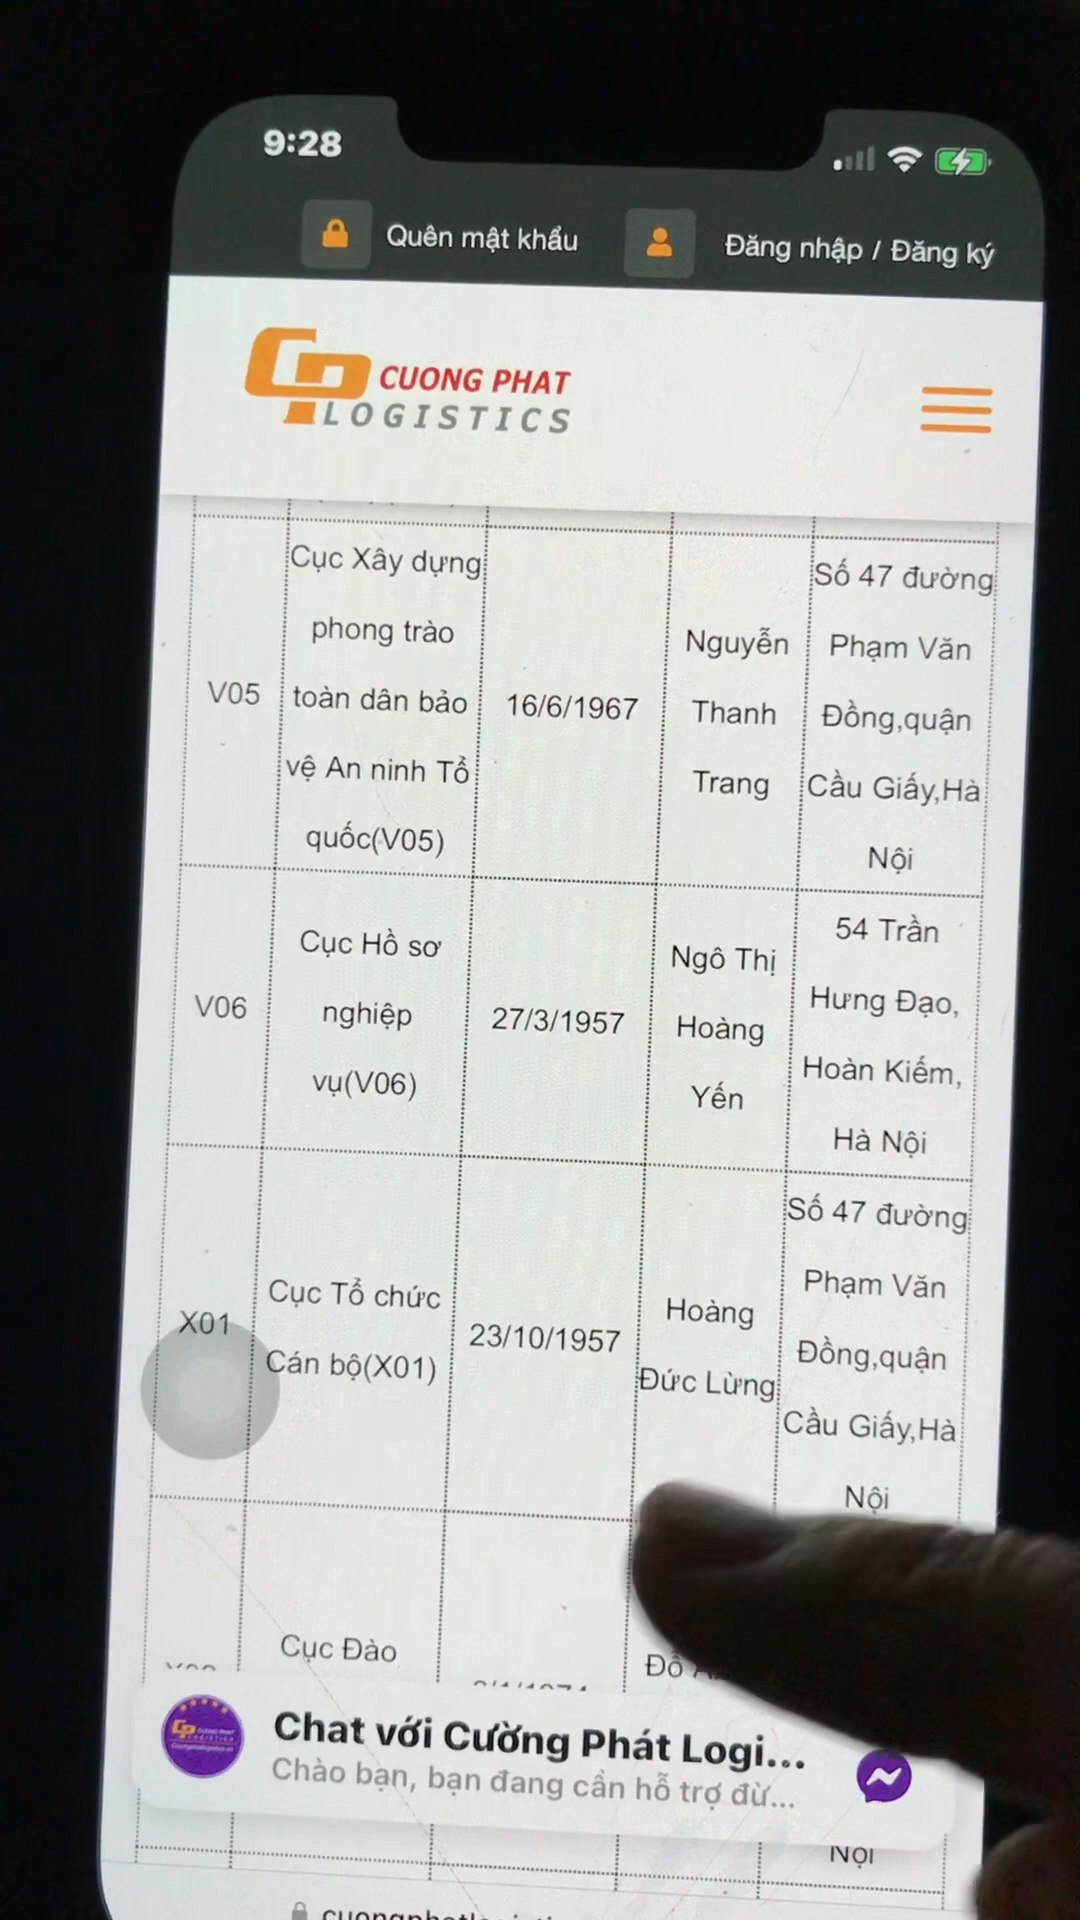 9:28
Quên mật khẩu
Đăng nhập / Đăng ký
CUONG PHAT
LOGISTICS
V05
Cục Xây dựng
phong trào
toàn dân bảo
vệ An ninh Tổ
quốc(V05)
16/6/1967
Nguyễn
Thanh
Trang
Số 47 đường
Phạm Văn
Đồng,quận
Cầu Giấy,Hà
Nội
V06
Cục Hồ sơ
nghiệp
vụ(V06)
27/3/1957
Ngô Thị
Hoàng
Yến
54 Trần
Hưng Đạo,
Hoàn Kiếm,
Hà Nội
X01
Cục Tổ chức
Cán bộ(X01)
23/10/1957
Hoàng
Đức Lừng
Số 47 đường
Phạm Văn
Đồng,quận
Cầu Giấy,Hà
Nội
Cục Đào
Đỗ
Chat với Cường Phát Logi...
Chào bạn, bạn đang cần hỗ trợ đừ...
Nội